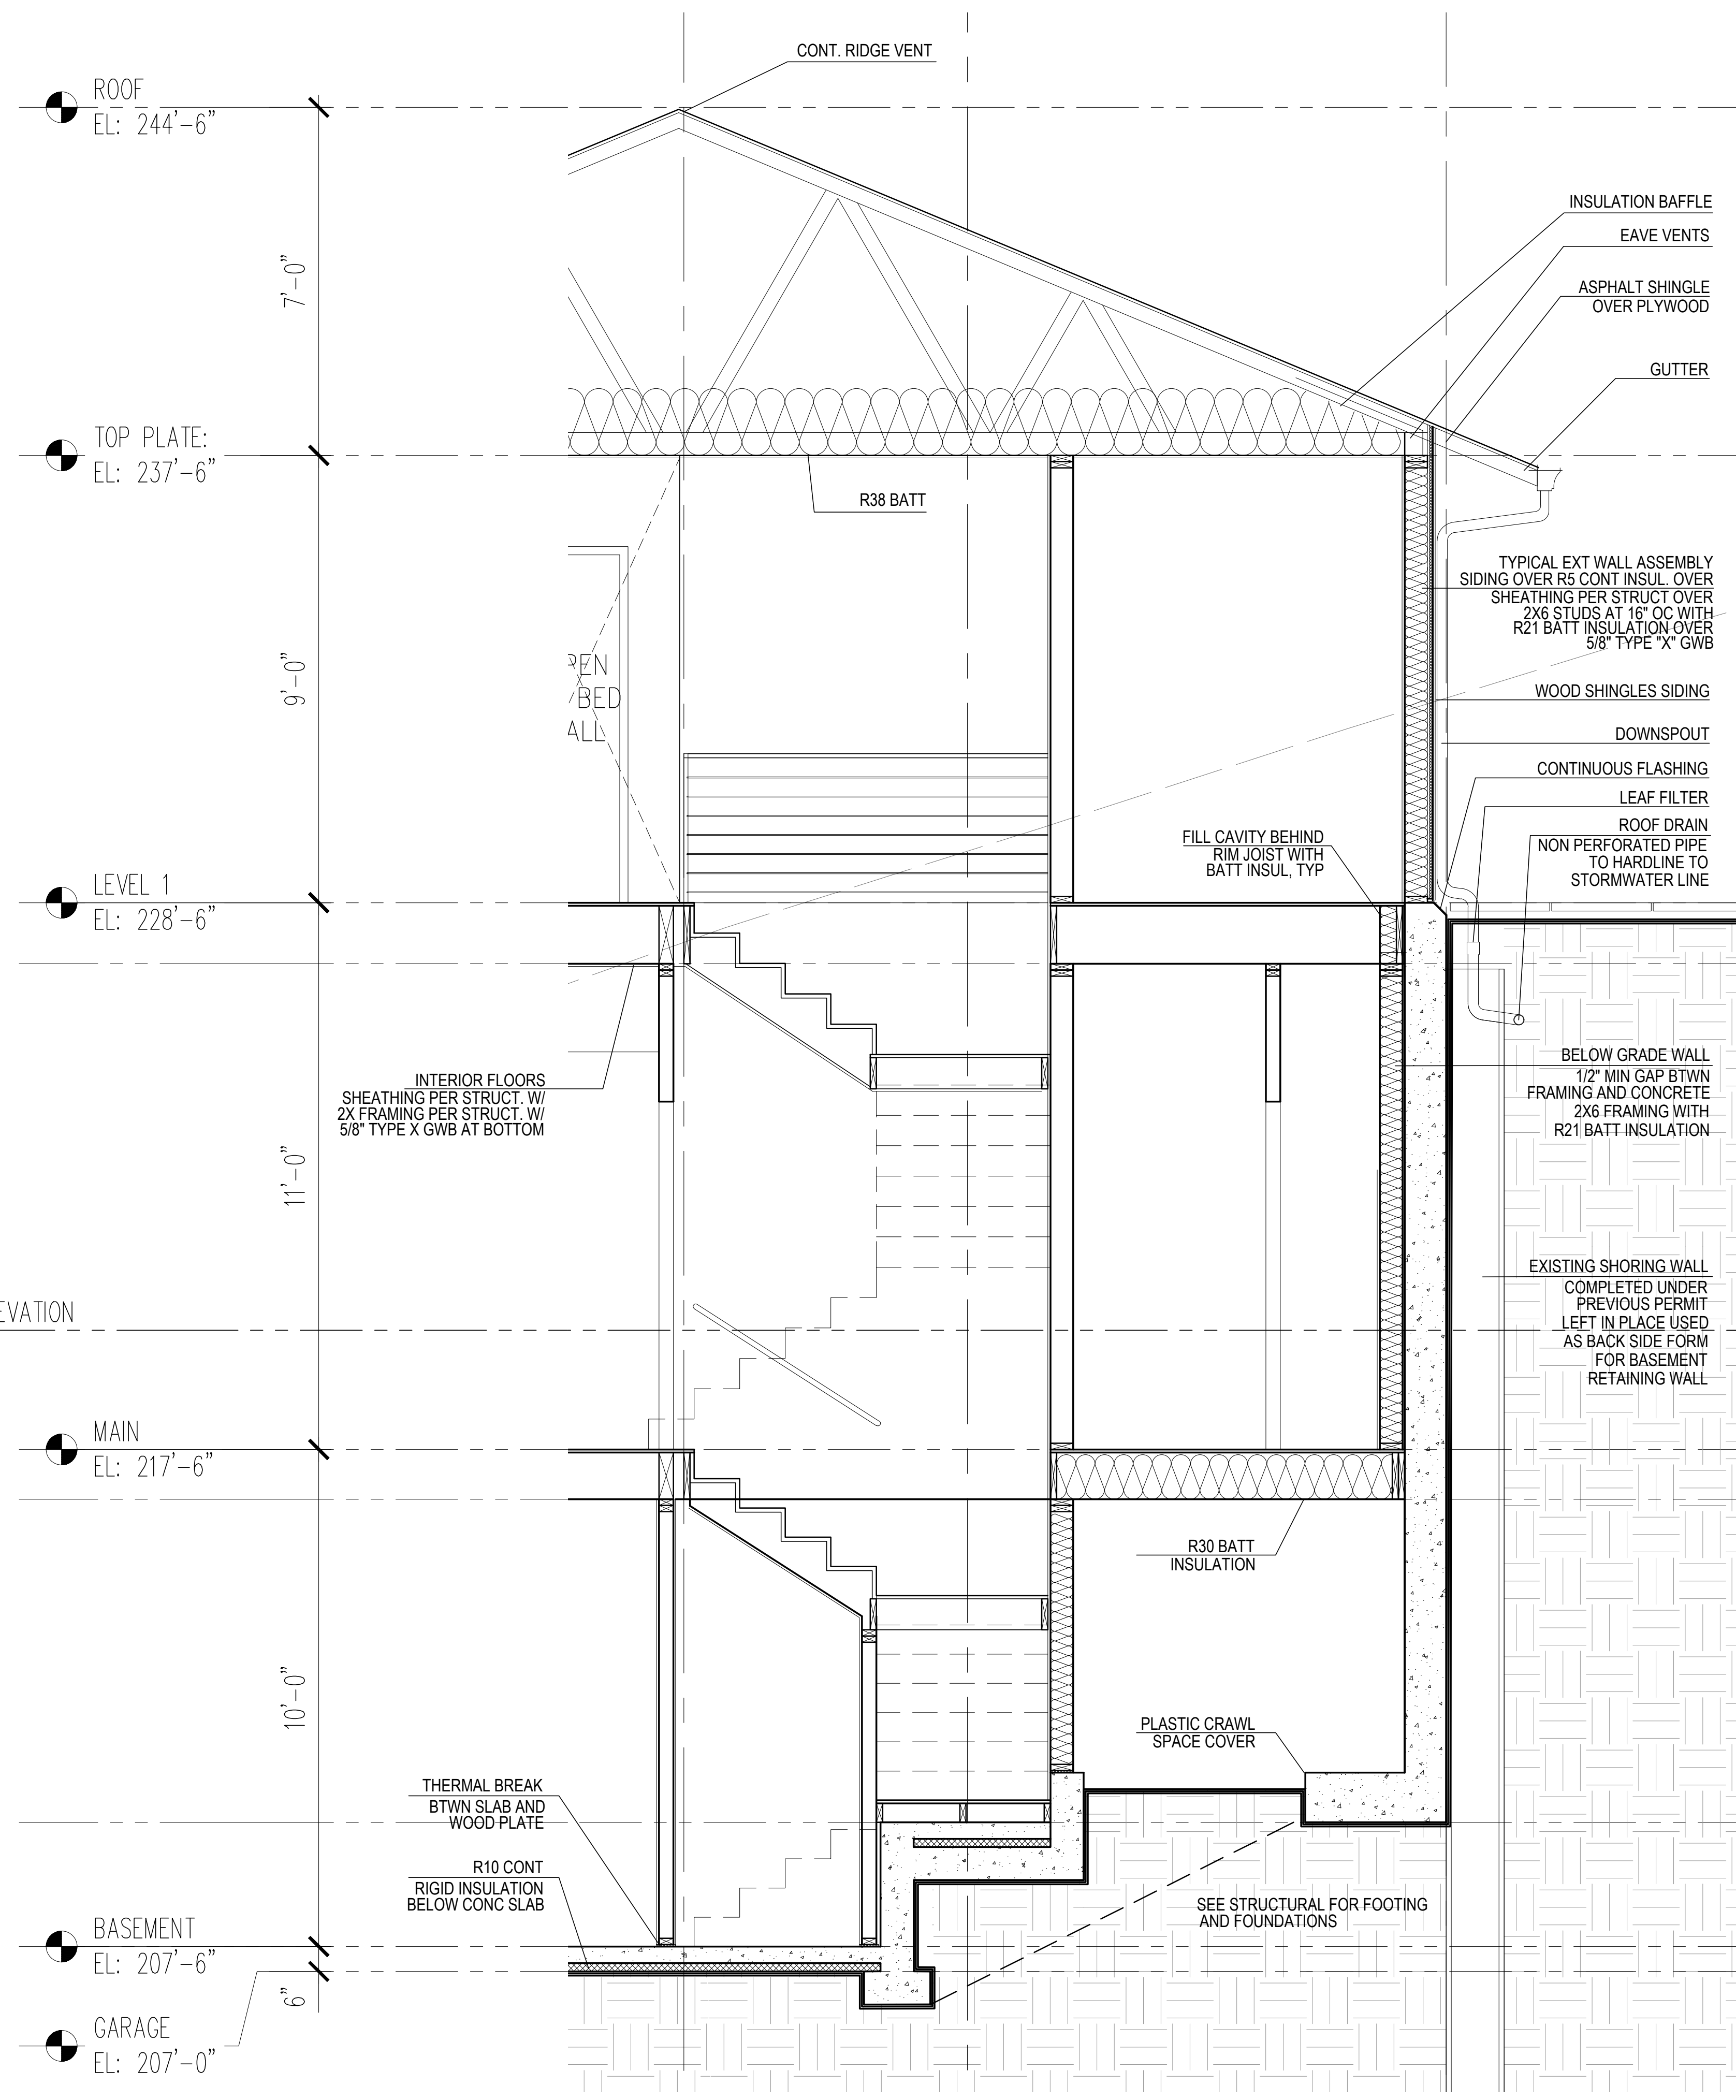 CONT. RIDGE VENT
ROOF
EL: 244'-6"
INSULATION BAFFLE
EAVE VENTS
7'-0"
ASPHALT SHINGLE
OVER PLYWOOD
GUTTER
TOP PLATE:
EL: 237'-6"
R38 BATT
TYPICAL EXT WALL ASSEMBLY
SIDING OVER R5 CONT INSUL. OVER
SHEATHING PER STRUCT OVER
2X6 STUDS AT 16" OC WITH
R21 BATT INSULATION OVER
5/8" TYPE "X" GWB
9'-0"
PEN
BED
ALL
WOOD SHINGLES SIDING
DOWNSPOUT
CONTINUOUS FLASHING
LEAF FILTER
ROOF DRAIN
NON PERFORATED PIPE
TO HARDLINE TO
STORMWATER LINE
FILL CAVITY BEHIND
RIM JOIST WITH
BATT INSUL, TYP
LEVEL 1
EL: 228'-6"
INTERIOR FLOORS
SHEATHING PER STRUCT. W/
2X FRAMING PER STRUCT. W/
5/8" TYPE X GWB AT BOTTOM
BELOW GRADE WALL
1/2" MIN GAP BTWN
FRAMING AND CONCRETE
2X6 FRAMING WITH
R21 BATT INSULATION
11'-0"
EXISTING SHORING WALL
COMPLETED UNDER
PREVIOUS PERMIT
LEFT IN PLACE USED
AS BACK SIDE FORM
FOR BASEMENT
RETAINING WALL
EVATION
MAIN
EL: 217'-6"
R30 BATT
INSULATION
10'-0"
PLASTIC CRAWL
SPACE COVER
THERMAL BREAK
BTWN SLAB AND
WOOD PLATE
R10 CONT
RIGID INSULATION
BELOW CONC SLAB
SEE STRUCTURAL FOR FOOTING
AND FOUNDATIONS
BASEMENT
EL: 207'-6"
6"
GARAGE
EL: 207'-0"